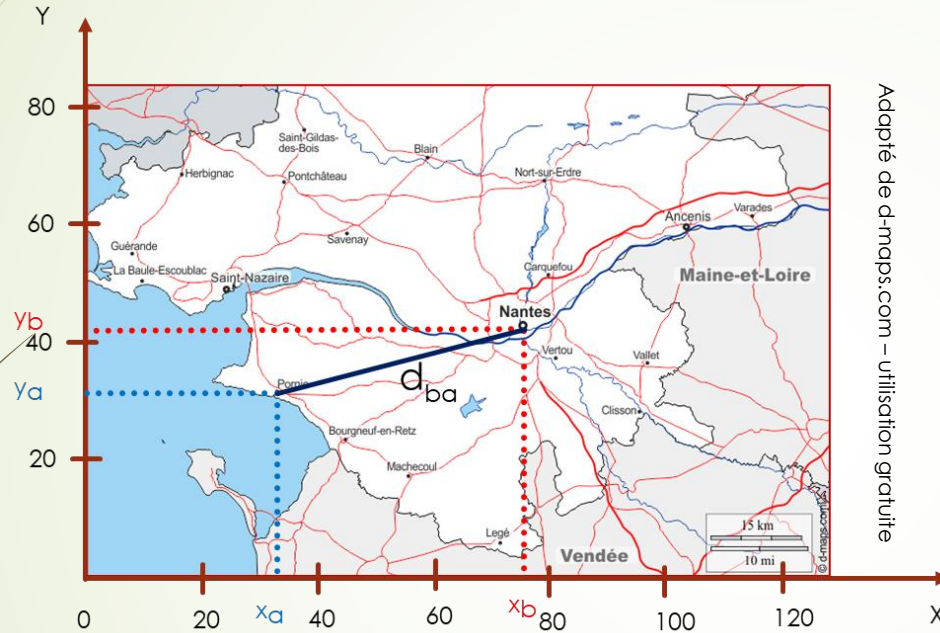 Y
80
60
40
20
yb
ya
0
20
xa
40
60
xb
80
100
120
X
Saint-Gildas-
des-Bois
Blain
Herbignac
Pontchâteau
Nort-sur-Erdre
Ancenis
Varades
Savenay
Guérande
La Baule-Escoublac
Saint-Nazaire
Carquefou
Maine-et-Loire
Nantes
Vertou
Vallet
Pornic
dba
Clisson
Bourgneuf-en-Retz
Machecoul
Legé
Vendée
15 km
10 mi
© d-maps.com
Adapté de d-maps.com – utilisation gratuite